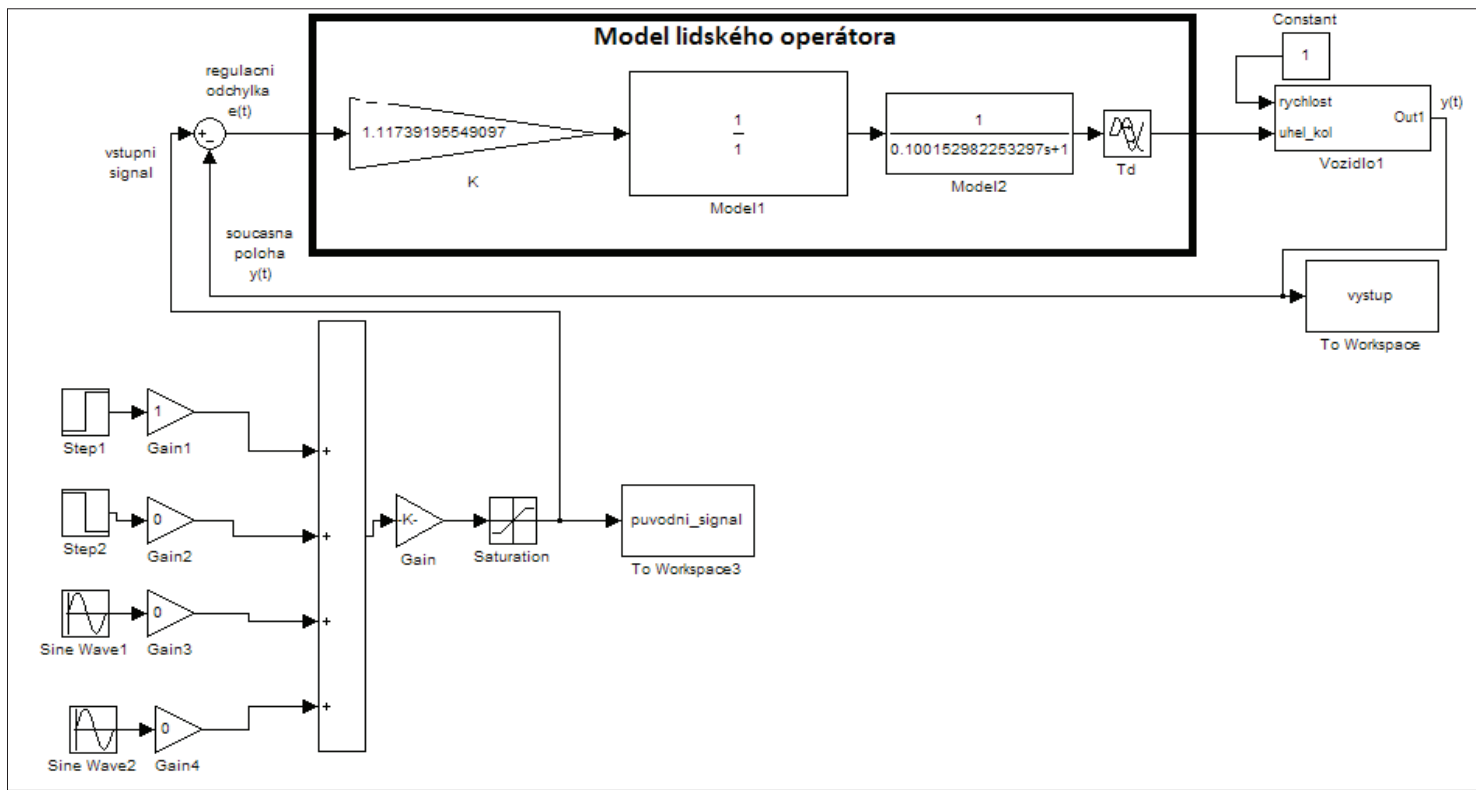 Model lidského operátora
Constant
1
regulacni
odchylka
e(t)
+
−
vstupni
signal
1.11739195549097
K
1
1
Model1
1
0.100152982253297s+1
Model2
Td
rychlost
uhel_kol
Out1
y(t)
Vozidlo1
soucasna
poloha
y(t)
vystup
To Workspace
Step1
1
Gain1
+
Step2
0
Gain2
+
Sine Wave1
0
Gain3
+
Sine Wave2
0
Gain4
+
-K-
Gain
Saturation
puvodni_signal
To Workspace3